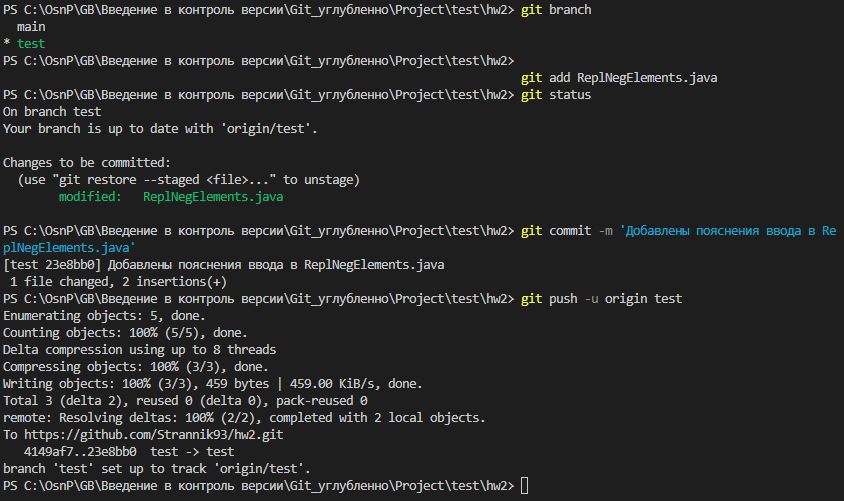 PS C:\OsnP\GB\Введение в контроль версии\Git_углубленно\Project\test\hw2> git branch
  main
* test
PS C:\OsnP\GB\Введение в контроль версии\Git_углубленно\Project\test\hw2>
git add ReplNegElements.java
PS C:\OsnP\GB\Введение в контроль версии\Git_углубленно\Project\test\hw2> git status
On branch test
Your branch is up to date with 'origin/test'.

Changes to be committed:
  (use "git restore --staged <file>..." to unstage)
        modified:   ReplNegElements.java

PS C:\OsnP\GB\Введение в контроль версии\Git_углубленно\Project\test\hw2> git commit -m 'Добавлены пояснения ввода в Re
plNegElements.java'
[test 23e8bb0] Добавлены пояснения ввода в ReplNegElements.java
 1 file changed, 2 insertions(+)
PS C:\OsnP\GB\Введение в контроль версии\Git_углубленно\Project\test\hw2> git push -u origin test
Enumerating objects: 5, done.
Counting objects: 100% (5/5), done.
Delta compression using up to 8 threads
Compressing objects: 100% (3/3), done.
Writing objects: 100% (3/3), 459 bytes | 459.00 KiB/s, done.
Total 3 (delta 2), reused 0 (delta 0), pack-reused 0
remote: Resolving deltas: 100% (2/2), completed with 2 local objects.
To https://github.com/Strannik93/hw2.git
   4149af7..23e8bb0  test -> test
branch 'test' set up to track 'origin/test'.
PS C:\OsnP\GB\Введение в контроль версии\Git_углубленно\Project\test\hw2>